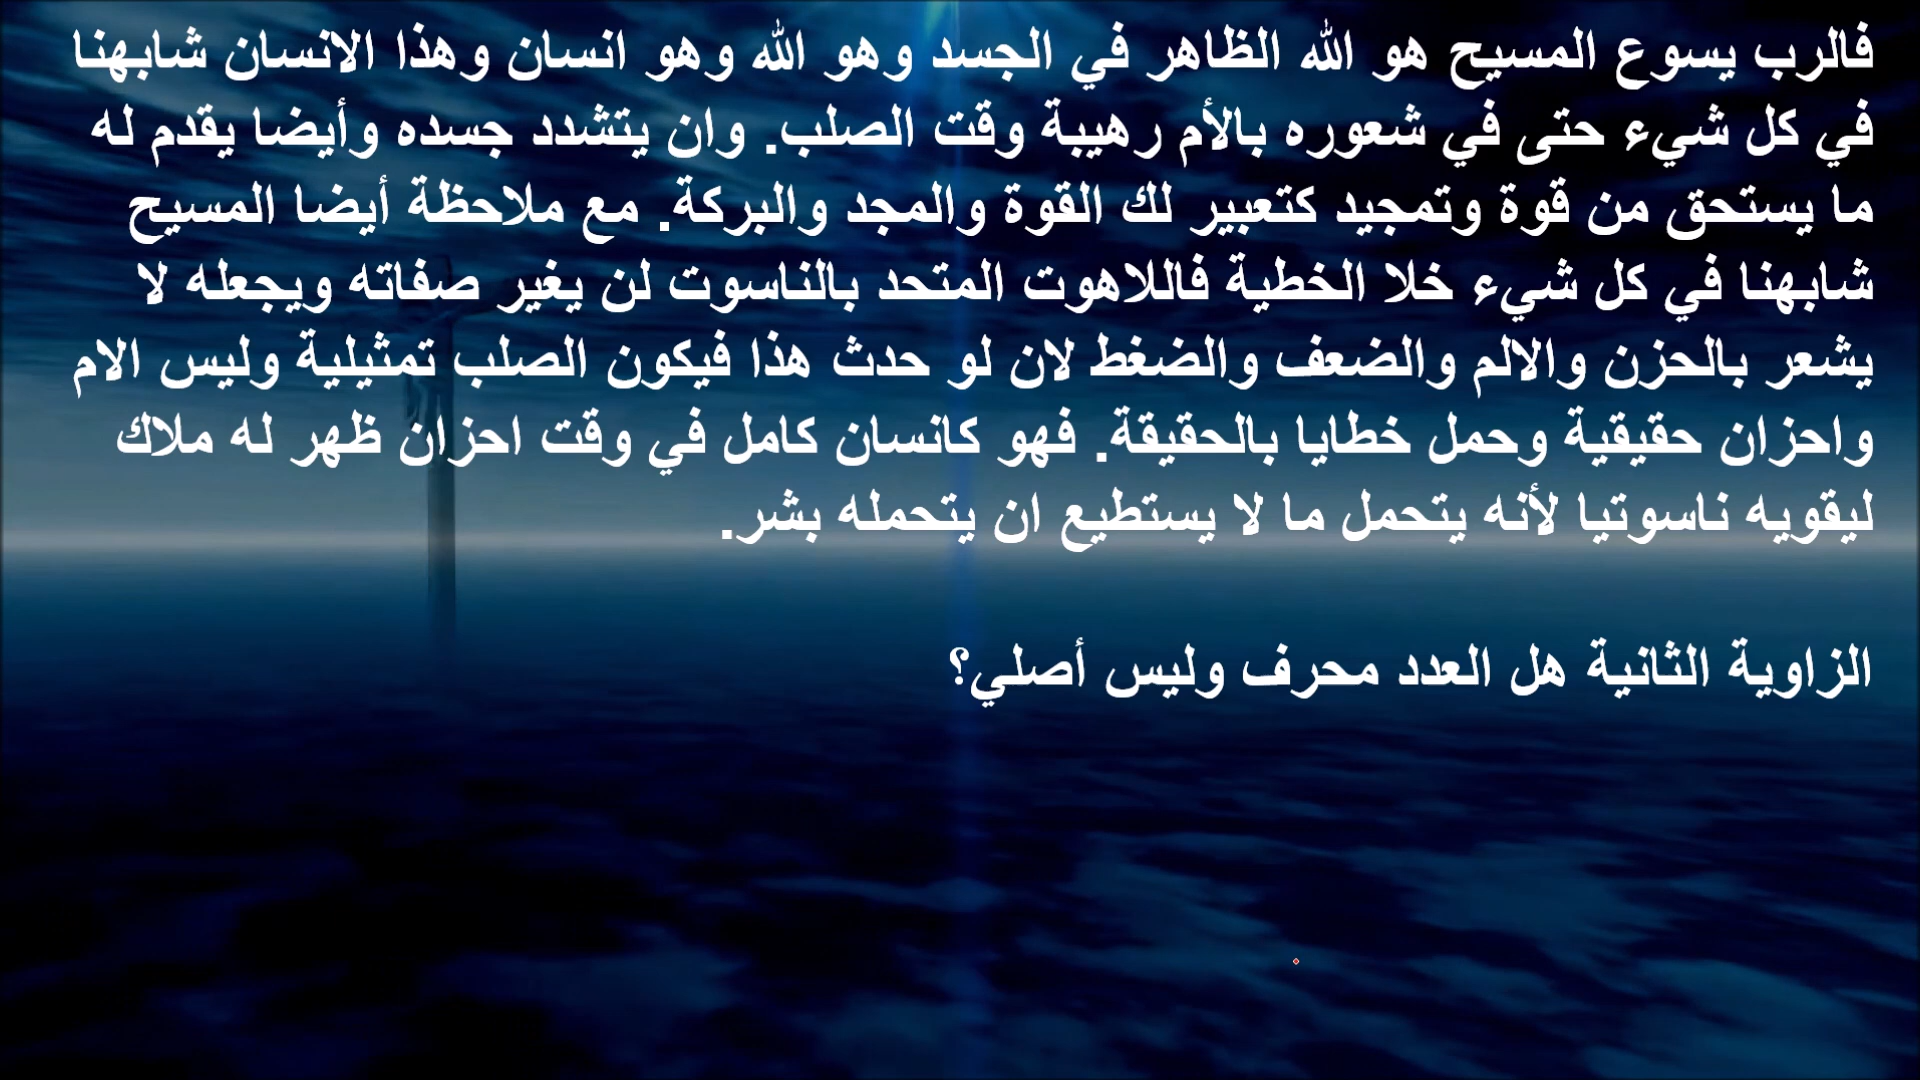 فالرب يسوع المسيح هو الله الظاهر في الجسد وهو الله وهو انسان وهذا الانسان شابهنا
في كل شيء حتى في شعوره بالأم رهيبة وقت الصلب. وان يتشدد جسده وأيضا يقدم له
ما يستحق من قوة وتمجيد كتعبير لك القوة والمجد والبركة. مع ملاحظة أيضا المسيح
شابهنا في كل شيء خلا الخطية فاللاهوت المتحد بالناسوت لن يغير صفاته ويجعله لا
يشعر بالحزن والالم والضعف والضغط لان لو حدث هذا فيكون الصلب تمثيلية وليس الام
واحزان حقيقية وحمل خطايا بالحقيقة. فهو كانسان كامل في وقت احزان ظهر له ملاك
ليقويه ناسوتيا لأنه يتحمل ما لا يستطيع ان يتحمله بشر.
الزاوية الثانية هل العدد محرف وليس أصلي؟